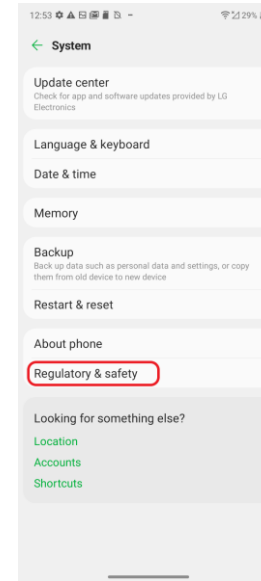 12:53
29%
System
Update center
Check for app and software updates provided by LG
Electronics
Language & keyboard
Date & time
Memory
Backup
Back up data such as personal data and settings, or copy
them from old device to new device
Restart & reset
About phone
Regulatory & safety
Looking for something else?
Location
Accounts
Shortcuts